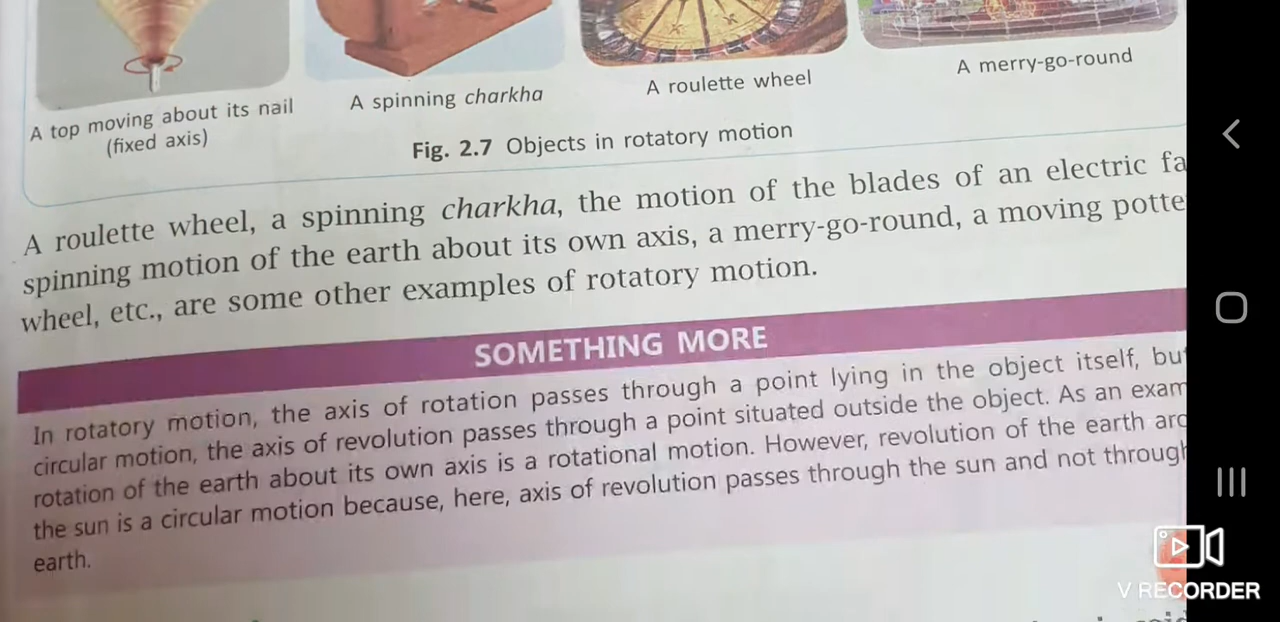 A top moving about its nail
(fixed axis)
A spinning charkha
A roulette wheel
A merry-go-round
Fig. 2.7 Objects in rotatory motion
A roulette wheel, a spinning charkha, the motion of the blades of an electric fa
spinning motion of the earth about its own axis, a merry-go-round, a moving potte
wheel, etc., are some other examples of rotatory motion.
SOMETHING MORE
In rotatory motion, the axis of rotation passes through a point lying in the object itself, but
circular motion, the axis of revolution passes through a point situated outside the object. As an exam
rotation of the earth about its own axis is a rotational motion. However, revolution of the earth aro
the sun is a circular motion because, here, axis of revolution passes through the sun and not through
earth.
V RECORDER